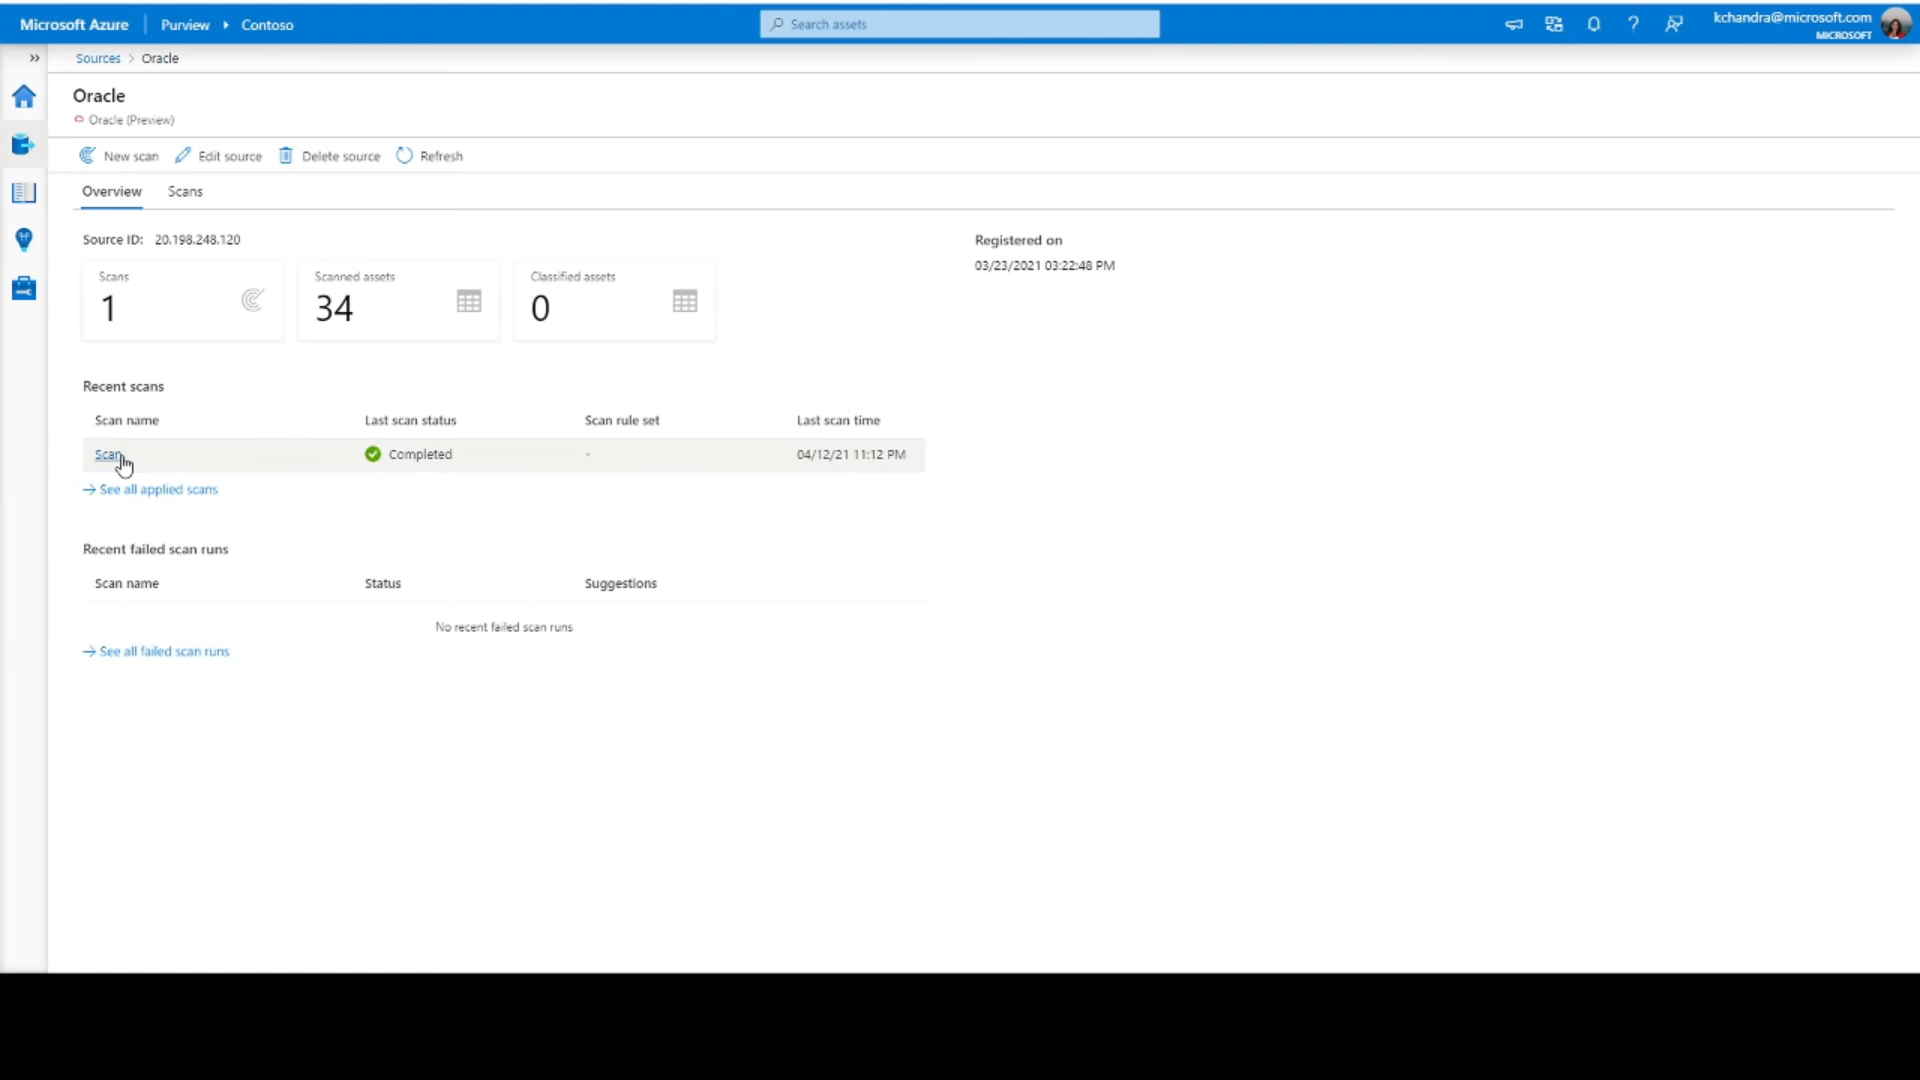 Microsoft Azure Purview Contoso Search assets kchandra@microsoft.com
MICROSOFT
Sources > Oracle
Oracle
Oracle (Preview)
New scan Edit source Delete source Refresh
Overview Scans
Source ID: 20.198.248.120 Registered on
03/23/2021 03:22:48 PM
Scans Scanned assets Classified assets
1 34 0
Recent scans
Scan name Last scan status Scan rule set Last scan time
Scan Completed - 04/12/21 11:12 PM
See all applied scans
Recent failed scan runs
Scan name Status Suggestions
No recent failed scan runs
See all failed scan runs